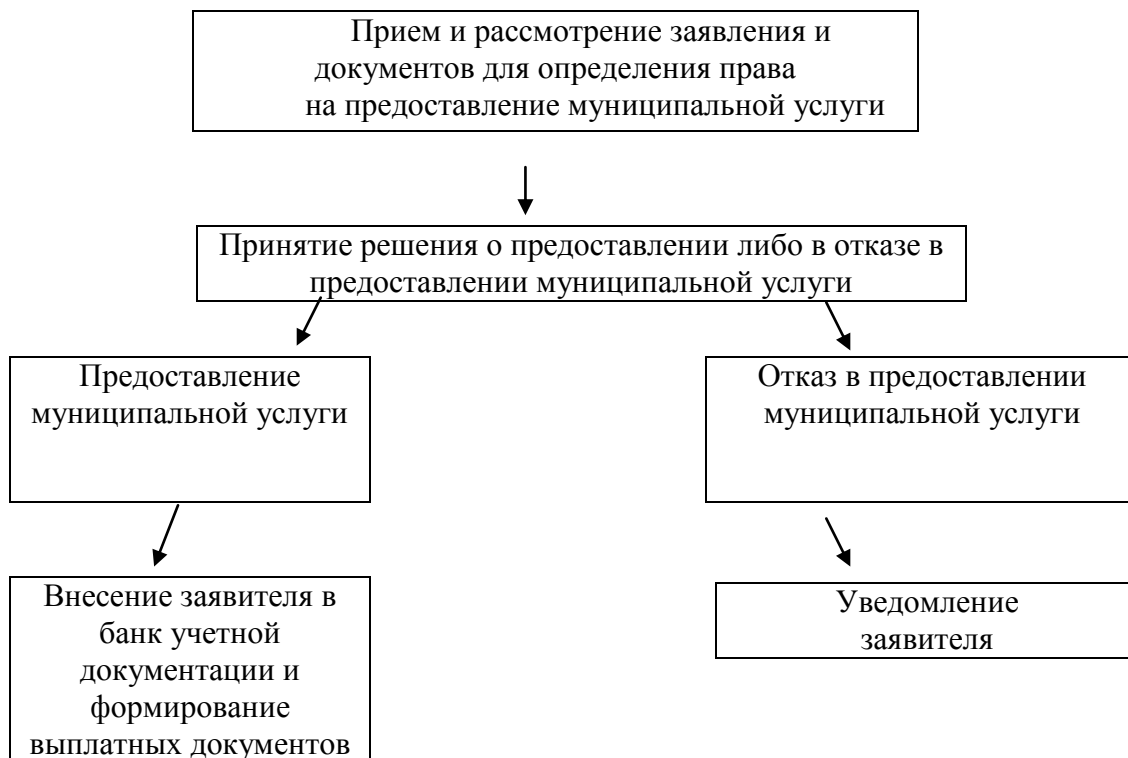 Прием и рассмотрение заявления и
документов для определения права
на предоставление муниципальной услуги
Принятие решения о предоставлении либо в отказе в
предоставлении муниципальной услуги
Предоставление
муниципальной услуги
Отказ в предоставлении
муниципальной услуги
Внесение заявителя в
банк учетной
документации и
формирование
выплатных документов
Уведомление
заявителя